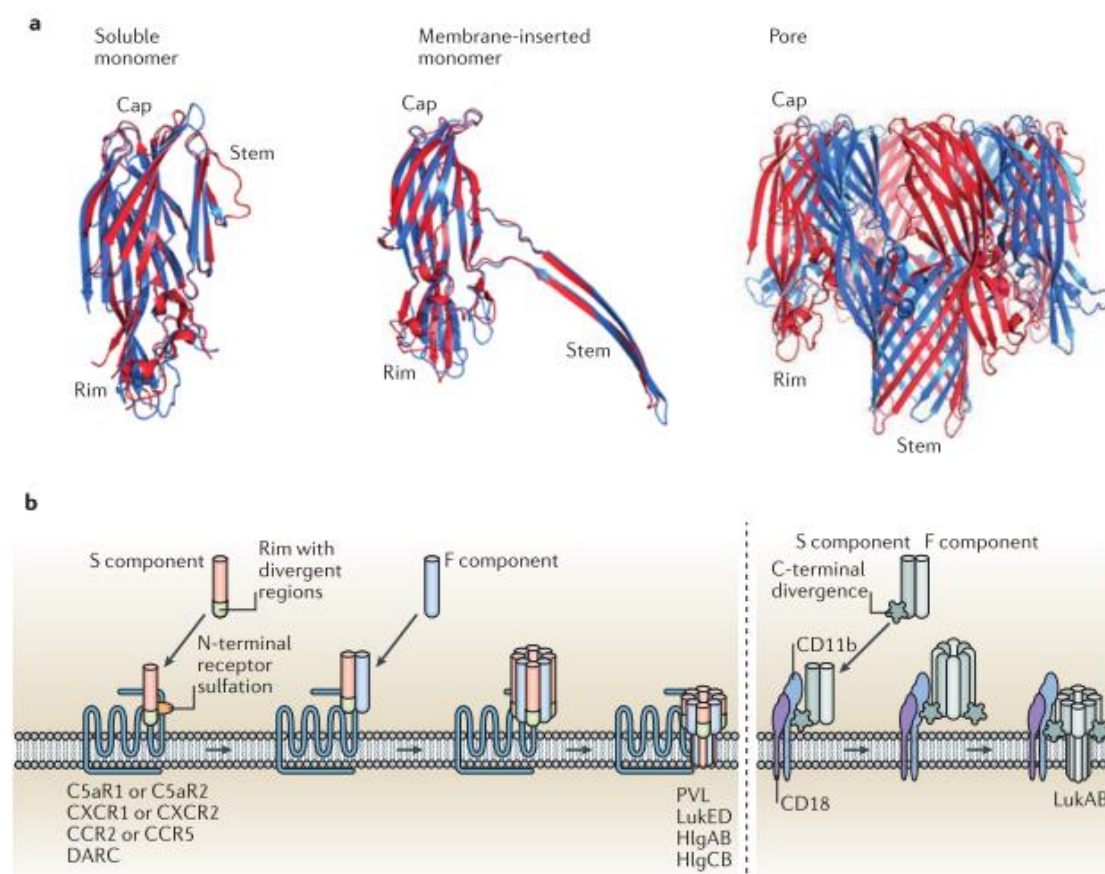 a
Soluble
monomer
Membrane-inserted
monomer
Pore
Cap
Stem
Rim
Cap
Stem
Rim
Cap
Rim
Stem
b
S component
Rim with
divergent
regions
F component
N-terminal
receptor
sulfation
C5aR1 or C5aR2
CXCR1 or CXCR2
CCR2 or CCR5
DARC
PVL
LukED
HlgAB
HlgCB
S component
F component
C-terminal
divergence
CD11b
CD18
LukAB